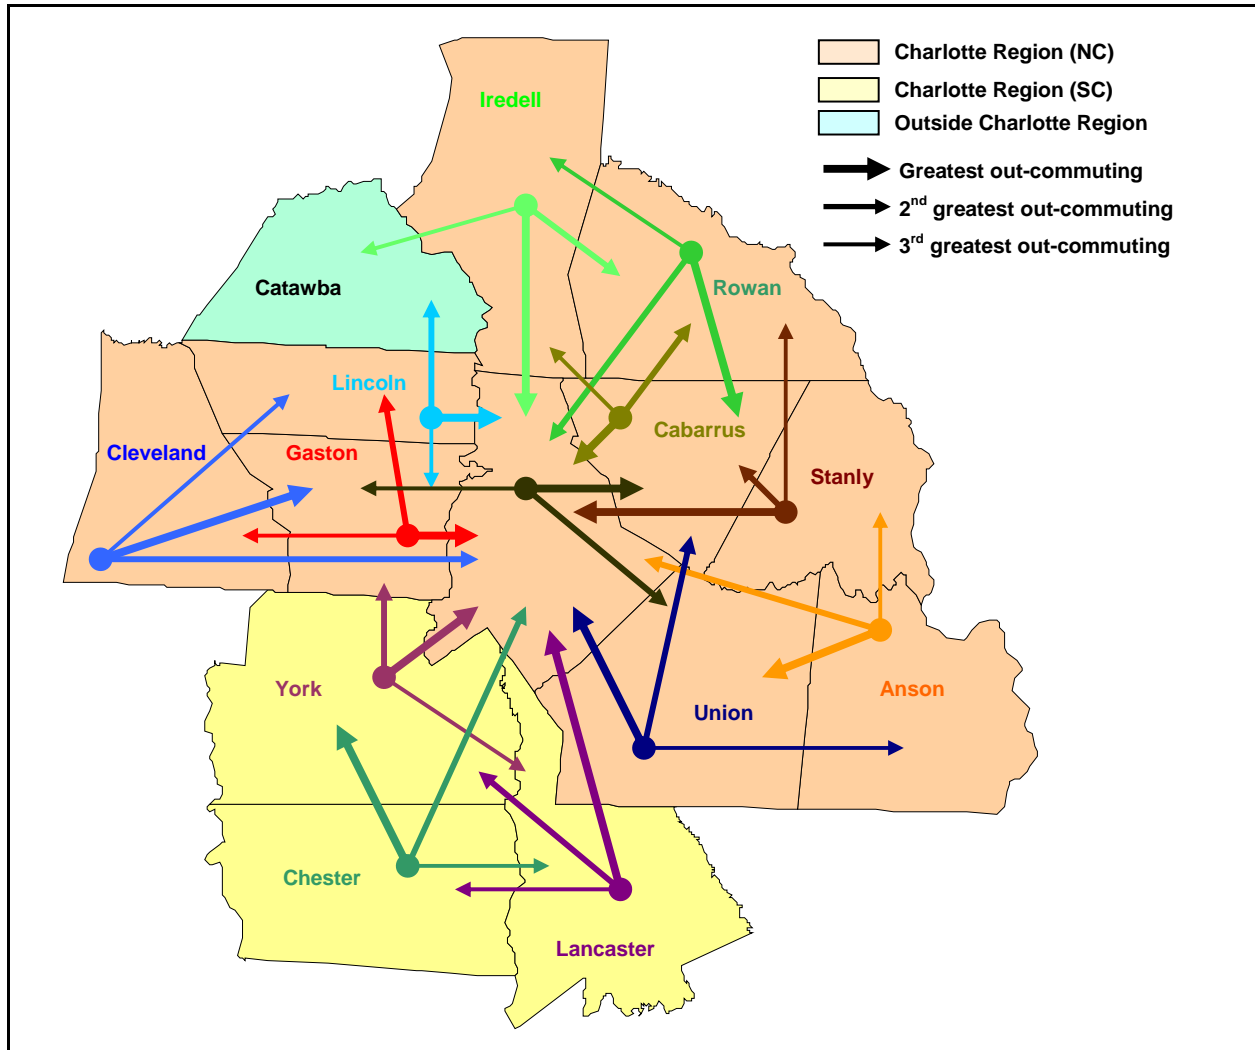 Charlotte Region (NC)
Charlotte Region (SC)
Outside Charlotte Region
Greatest out-commuting
2nd greatest out-commuting
3rd greatest out-commuting
Iredell
Catawba
Rowan
Lincoln
Cabarrus
Cleveland
Gaston
Stanly
York
Union
Anson
Chester
Lancaster